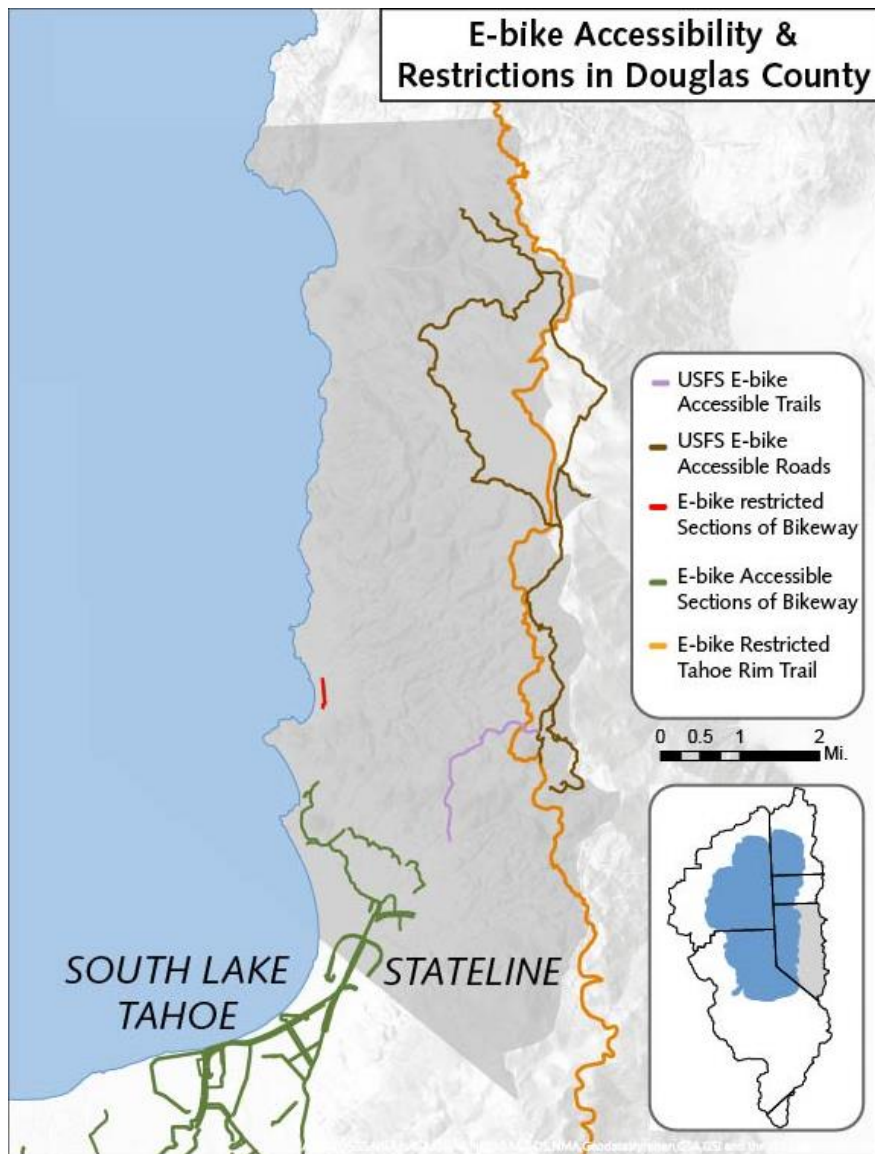 E-bike Accessibility &
Restrictions in Douglas County
USFS E-bike
Accessible Trails
USFS E-bike
Accessible Roads
E-bike restricted
Sections of Bikeway
E-bike Accessible
Sections of Bikeway
E-bike Restricted
Tahoe Rim Trail
0 0.5 1 2
Mi.
SOUTH LAKE
TAHOE
STATELINE